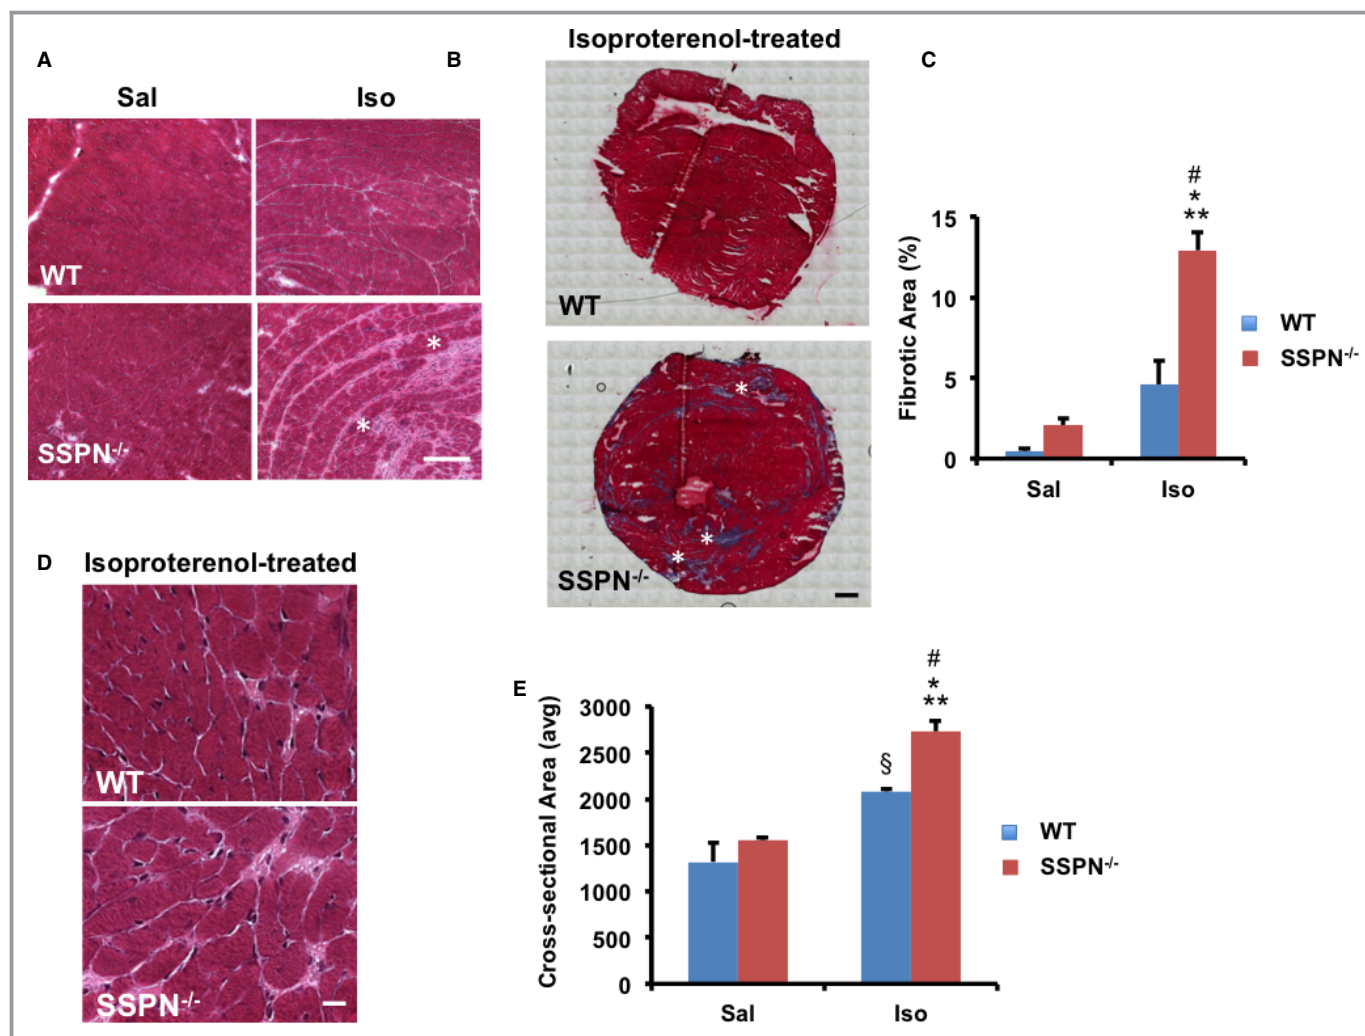 A
Sal
Iso
WT
SSPN-/-
*
*
B
Isoproterenol-treated
WT
SSPN-/-
*
*
*
C
Fibrotic Area (%)
15
10
5
0
#
*
**
Sal
Iso
WT
SSPN-/-
D
Isoproterenol-treated
WT
SSPN-/-
E
Cross-sectional Area (avg)
3000
2500
2000
1500
1000
500
0
§
#
*
**
Sal
Iso
WT
SSPN-/-